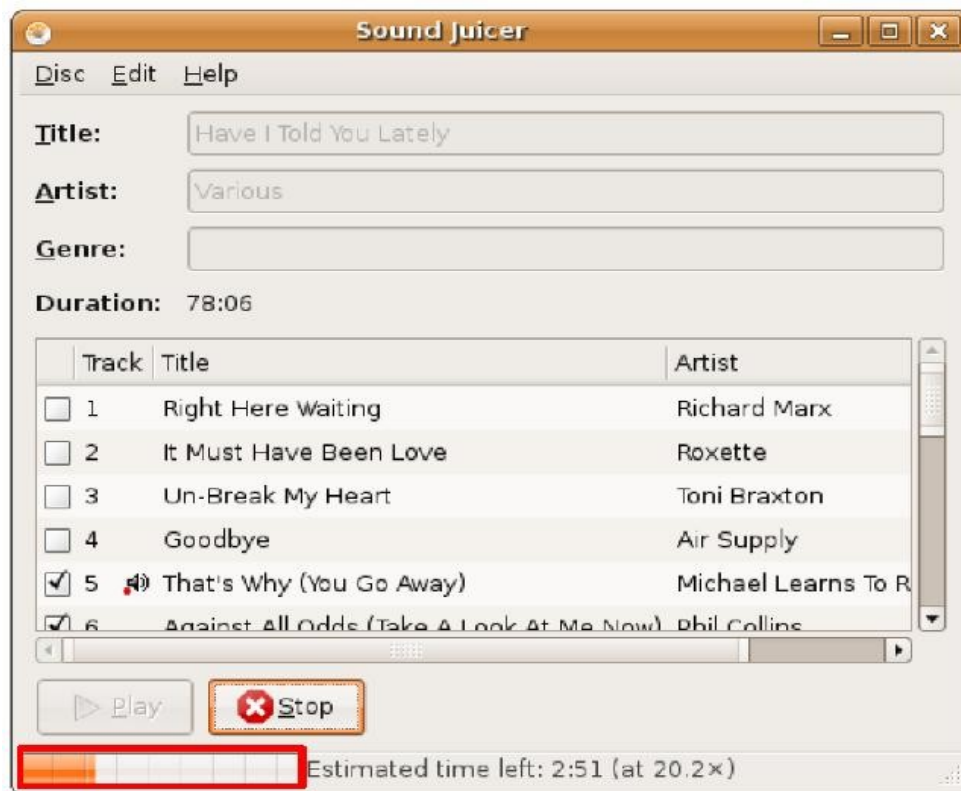 Sound Juicer
Disc Edit Help
Title: Have I Told You Lately
Artist: Various
Genre:
Duration: 78:06
Track Title Artist
1 Right Here Waiting Richard Marx
2 It Must Have Been Love Roxette
3 Un-Break My Heart Toni Braxton
4 Goodbye Air Supply
5 That's Why (You Go Away) Michael Learns To R
6 Against All Odds (Take A Look At Me Now) Phil Collins
Play Stop
Estimated time left: 2:51 (at 20.2×)